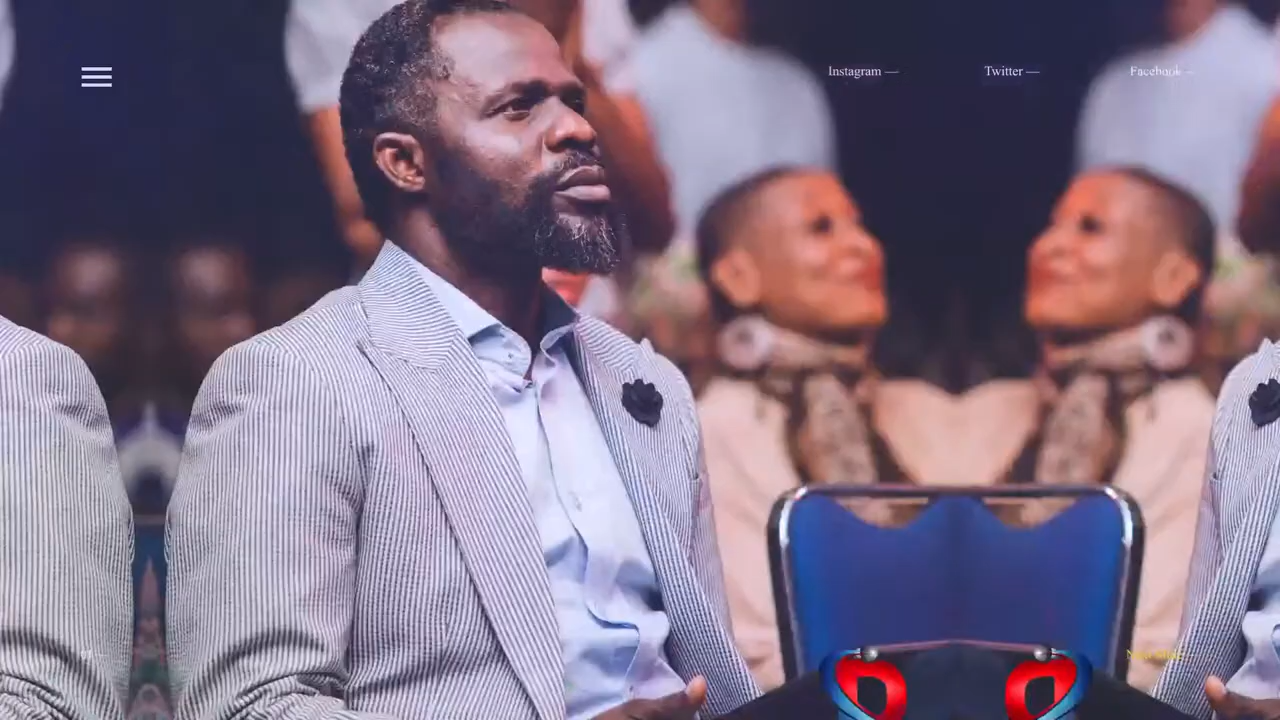 Instagram —
Twitter —
Facebook —